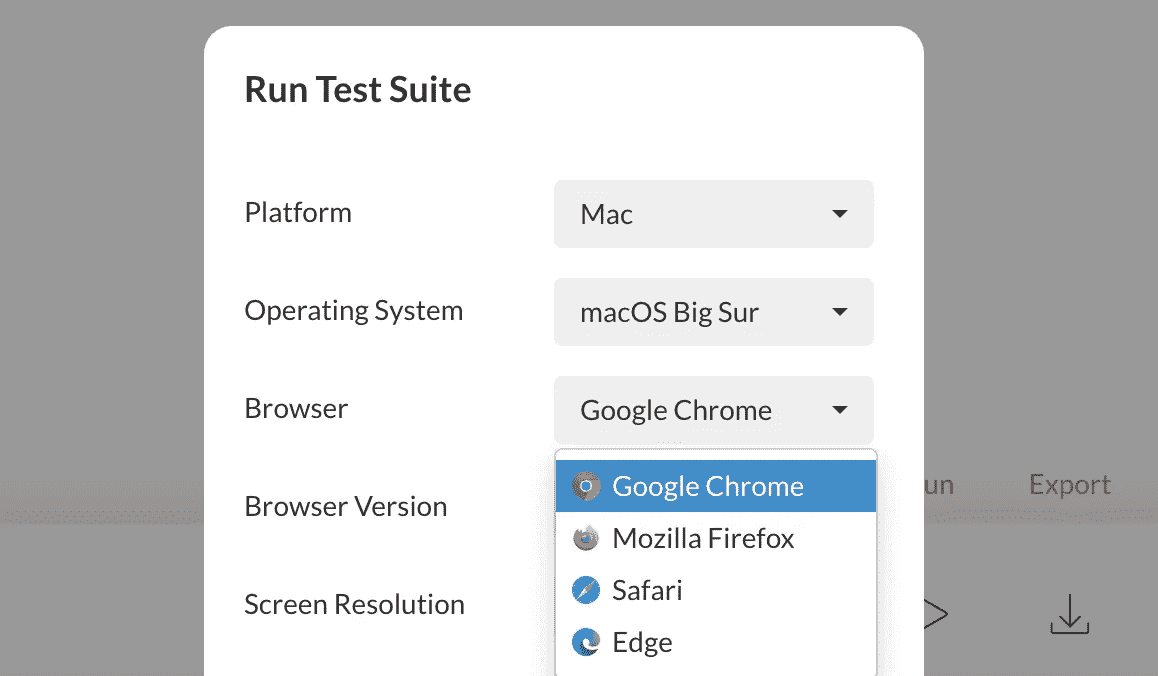 Run Test Suite
Platform
Mac
Operating System
macOS Big Sur
Browser
Google Chrome
Google Chrome
Mozilla Firefox
Safari
Edge
Browser Version
Screen Resolution
un
Export